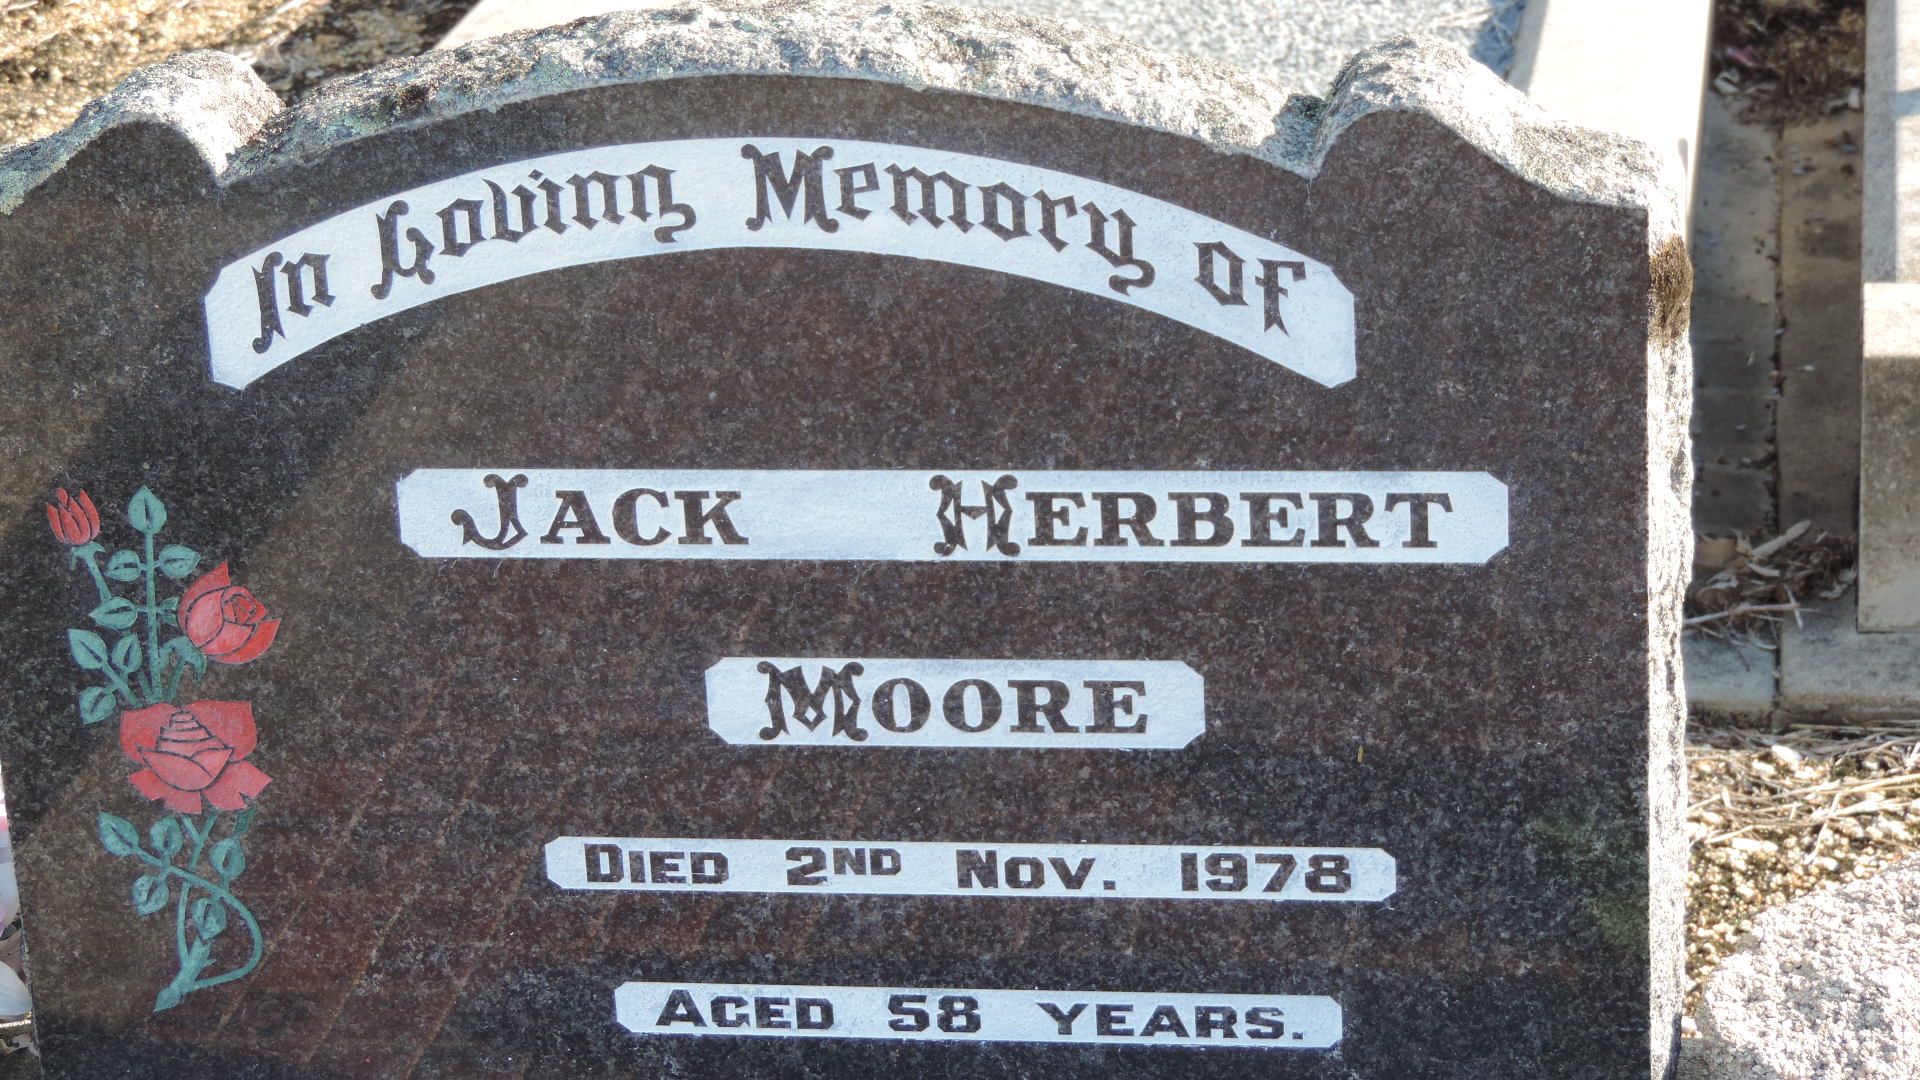 In Loving Memory of
JACK HERBERT
MOORE
DIED 2ND NOV. 1978
AGED 58 YEARS.